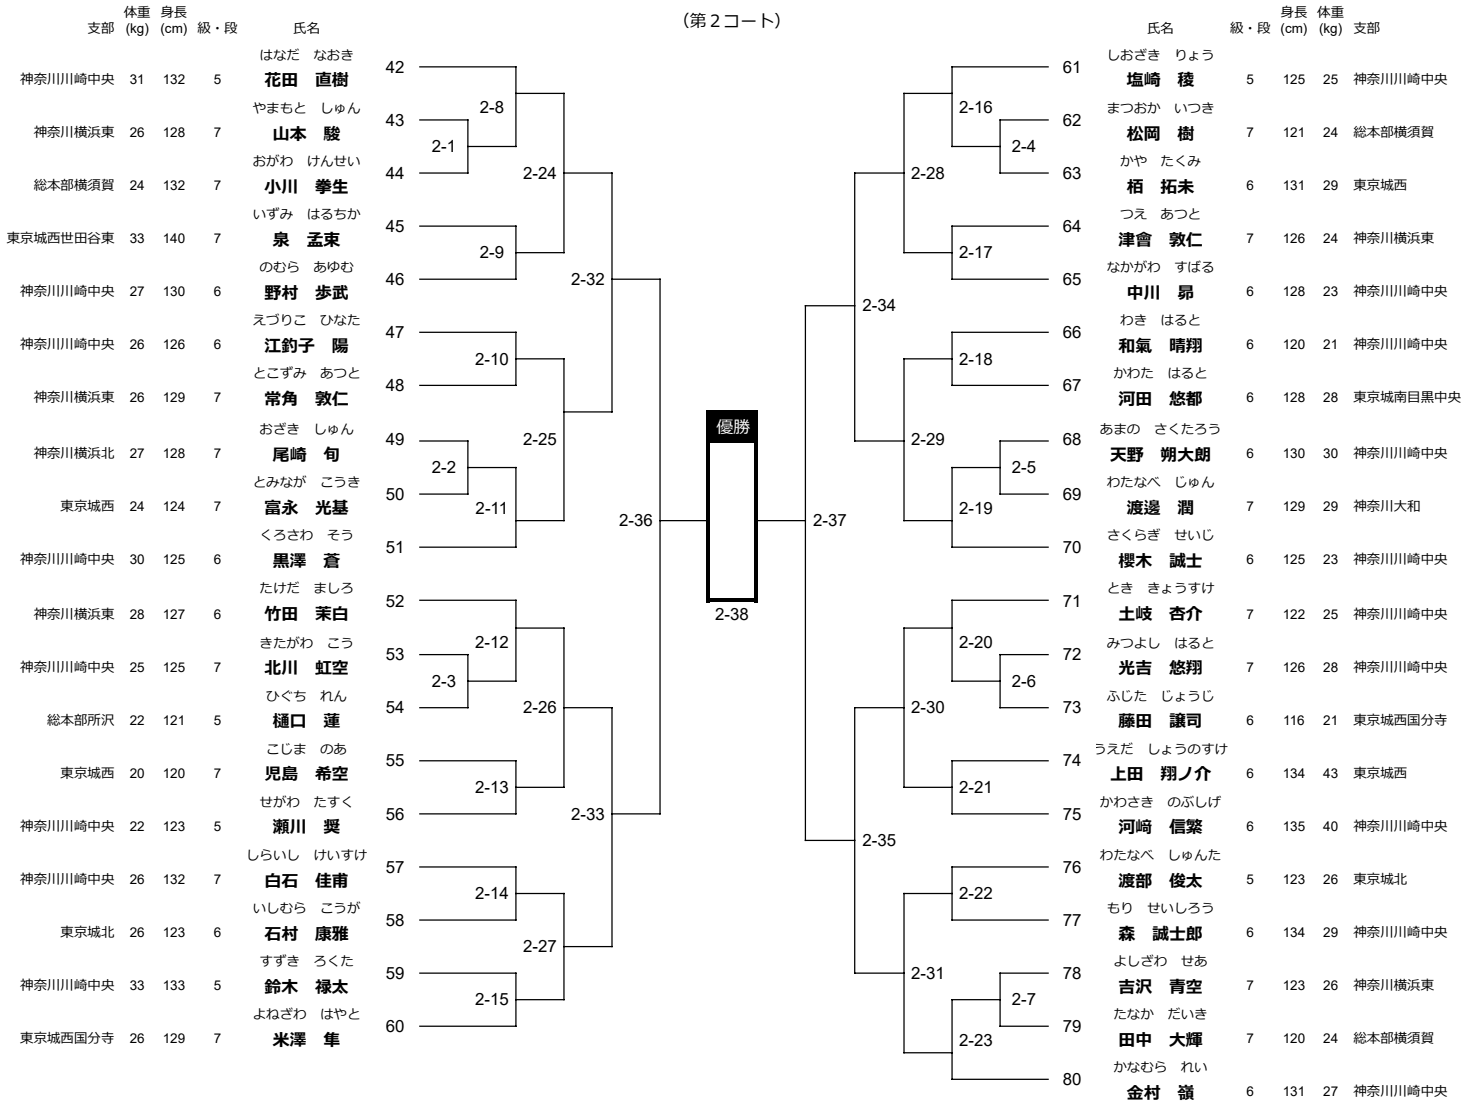 （第２コート）
支部 体重(kg) 身長(cm) 級・段 氏名
はなだ　なおき
神奈川川崎中央 31 132 5 花田　直樹 42
やまもと　しゅん
神奈川横浜東 26 128 7 山本　駿 43
おがわ　けんせい
総本部横須賀 24 132 7 小川　拳生 44
いずみ　はるちか
東京城西世田谷東 33 140 7 泉　孟束 45
のむら　あゆむ
神奈川川崎中央 27 130 6 野村　歩武 46
えづりこ　ひなた
神奈川川崎中央 26 126 6 江釣子　陽 47
とこずみ　あつと
神奈川横浜東 26 129 7 常角　敦仁 48
おざき　しゅん
神奈川横浜北 27 128 7 尾崎　旬 49
とみなが　こうき
東京城西 24 124 7 富永　光基 50
くろさわ　そう
神奈川川崎中央 30 125 6 黒澤　蒼 51
たけだ　ましろ
神奈川横浜東 28 127 6 竹田　茉白 52
きたがわ　こう
神奈川川崎中央 25 125 7 北川　虹空 53
ひぐち　れん
総本部所沢 22 121 5 樋口　蓮 54
こじま　のあ
東京城西 20 120 7 児島　希空 55
せがわ　たすく
神奈川川崎中央 22 123 5 瀬川　奨 56
しらいし　けいすけ
神奈川川崎中央 26 132 7 白石　佳甫 57
いしむら　こうが
東京城北 26 123 6 石村　康雅 58
すずき　ろくた
神奈川川崎中央 33 133 5 鈴木　禄太 59
よねざわ　はやと
東京城西国分寺 26 129 7 米澤　隼 60
2-8
2-1
2-24
2-9
2-32
2-10
2-25
2-2
2-11
2-36
2-12
2-3
2-26
2-13
2-33
2-14
2-27
2-15
優勝
2-38
2-16
2-4
2-28
2-17
2-34
2-18
2-29
2-5
2-19
2-37
2-20
2-6
2-30
2-21
2-35
2-22
2-31
2-7
2-23
氏名 級・段 身長(cm) 体重(kg) 支部
しおざき　りょう
61 塩崎　稜 5 125 25 神奈川川崎中央
まつおか　いつき
62 松岡　樹 7 121 24 総本部横須賀
かや　たくみ
63 栢　拓未 6 131 29 東京城西
つえ　あつと
64 津會　敦仁 7 126 24 神奈川横浜東
なかがわ　すばる
65 中川　昴 6 128 23 神奈川川崎中央
わき　はると
66 和氣　晴翔 6 120 21 神奈川川崎中央
かわた　はると
67 河田　悠都 6 128 28 東京城南目黒中央
あまの　さくたろう
68 天野　朔大朗 6 130 30 神奈川川崎中央
わたなべ　じゅん
69 渡邊　潤 7 129 29 神奈川大和
さくらぎ　せいじ
70 櫻木　誠士 6 125 23 神奈川川崎中央
とき　きょうすけ
71 土岐　杏介 7 122 25 神奈川川崎中央
みつよし　はると
72 光吉　悠翔 7 126 28 神奈川川崎中央
ふじた　じょうじ
73 藤田　譲司 6 116 21 東京城西国分寺
うえだ　しょうのすけ
74 上田　翔ノ介 6 134 43 東京城西
かわさき　のぶしげ
75 河﨑　信繁 6 135 40 神奈川川崎中央
わたなべ　しゅんた
76 渡部　俊太 5 123 26 東京城北
もり　せいしろう
77 森　誠士郎 6 134 29 神奈川川崎中央
よしざわ　せあ
78 吉沢　青空 7 123 26 神奈川横浜東
たなか　だいき
79 田中　大輝 7 120 24 総本部横須賀
かなむら　れい
80 金村　嶺 6 131 27 神奈川川崎中央